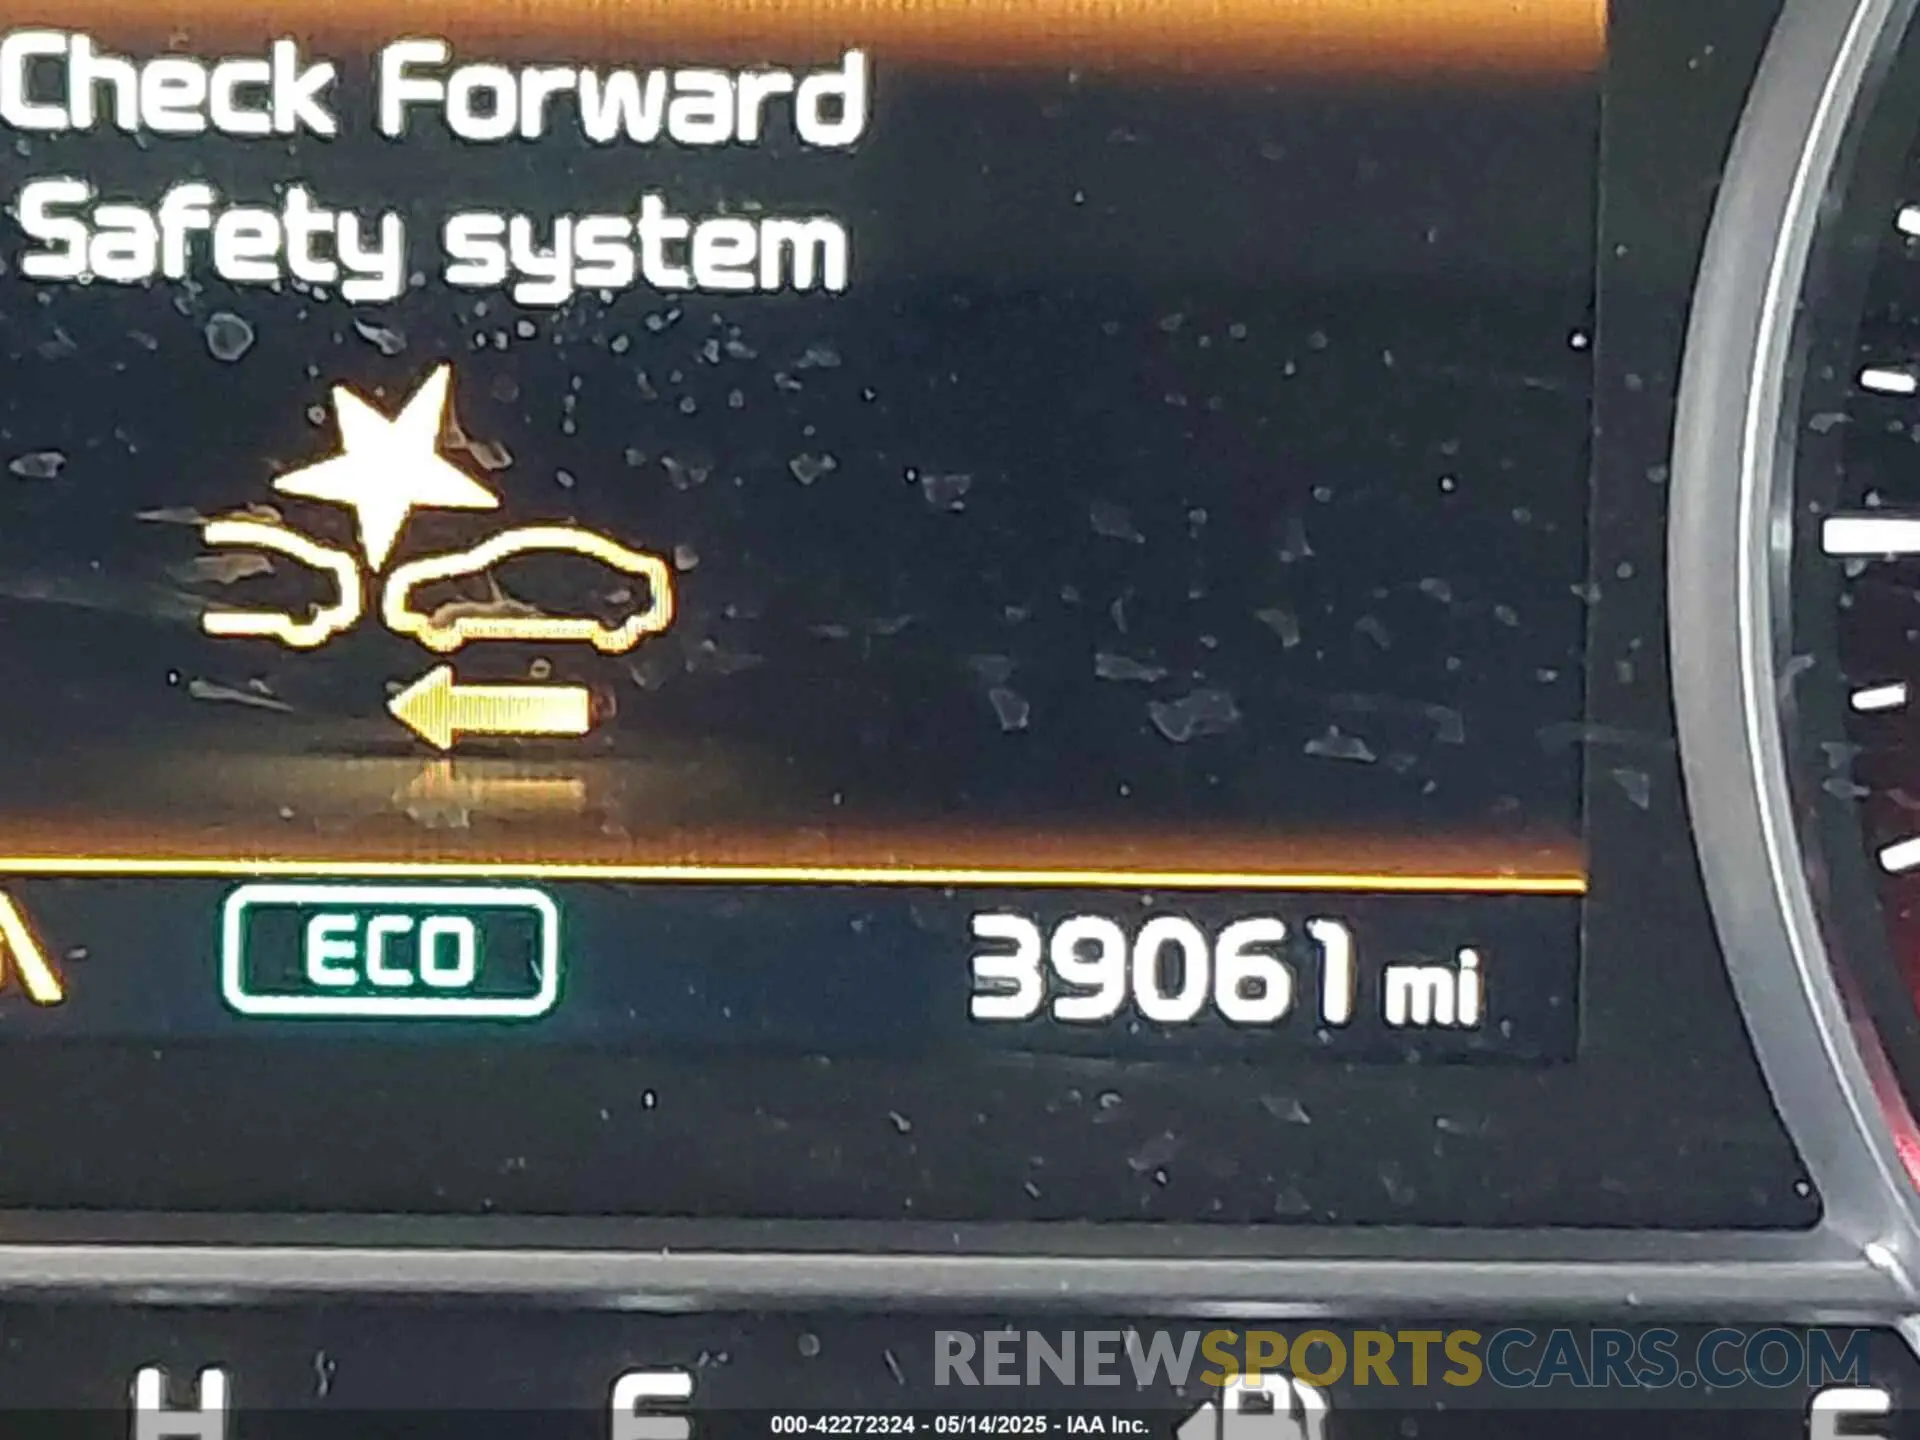 Check Forward
Safety system
ECO
39061 mi
H E F
RENEWSPORTSCARS.COM
000-42272324 - 05/14/2025 - IAA Inc.